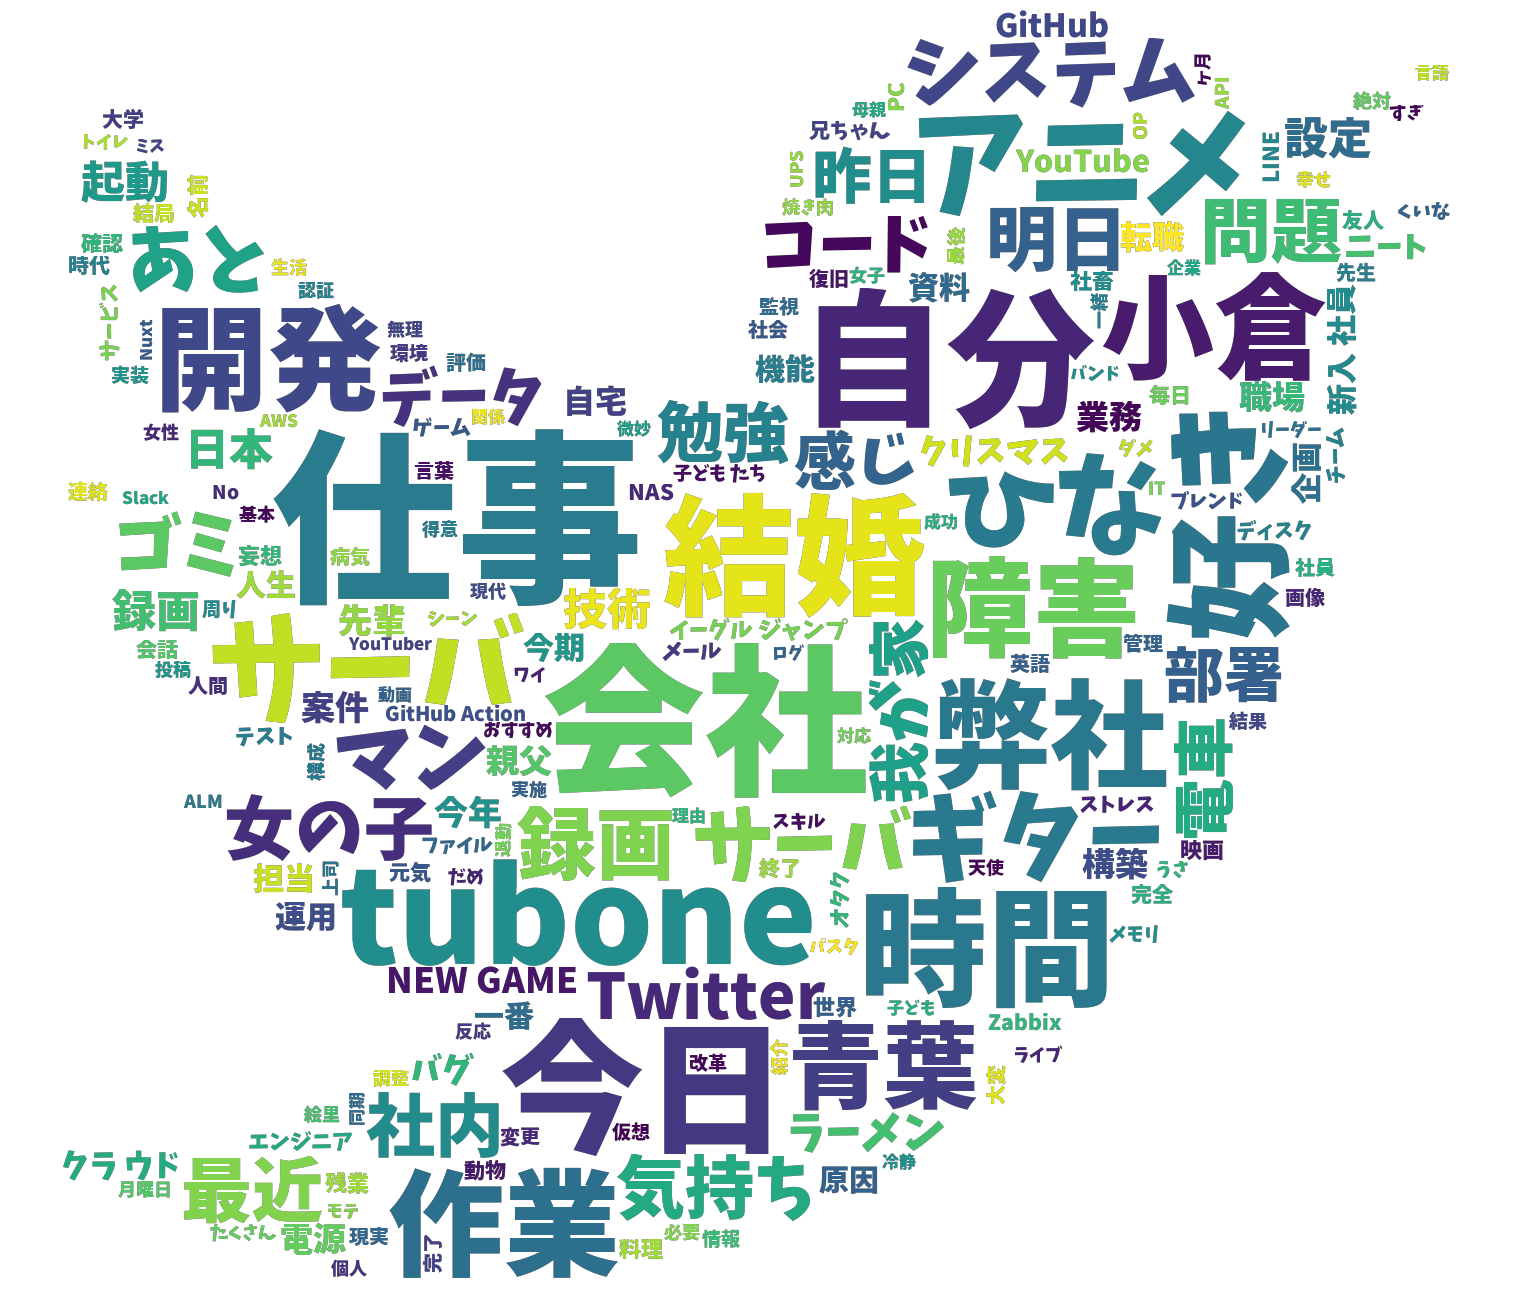 GitHub
システム
ヶ月
言語
PC
API
絶対
すぎ
大学
母親
アニメ
OP
トイレ
ミス
兄ちゃん
YouTube
LINE
設定
起動
名前
UPS
昨日
幸せ
結局
焼き肉
明日
問題
友人
くいな
確認
あと
コード
最後
転職
ニート
時代
生活
復旧
女子
資料
社畜
企業
先生
サービス
認証
監視
自分
一緒
小倉
社員
Nuxt
開発
無理
社会
環境
実装
評価
機能
バンド
新入
データ
自宅
毎日
職場
女性
AWS
ゲーム
関係
微妙
勉強
業務
好き
リーダー
日本
仕事
感じ
クリスマス
ダメ
企画
チーム
言葉
子どもたち
連絡
Slack
No
NAS
ひな
IT
ブレンド
基本
得意
結婚
成功
ディスク
ゴミ
妄想
病気
障害
社員
人生
現代
画像
録画
周り
先輩
シーン
技術
イーグル ジャンプ
我が家
管理
会話
サーバ
YouTuber
今期
メール
ログ
英語
部署
投稿
人間
ワイ
会社
弊社
案件
動画
GitHub Action
結果
テスト
おすすめ
対応
電車
構成
マン
親父
実施
ALM
女の子
今年
録画 サーバ
理由
スキル
ギター
ストレス
ファイル
退勤
映画
担当
上司
元気
だめ
終了
天使
構築
うさ
tubone
オタク
時間
完全
運用
パスタ
メモリ
NEW GAME
Twitter
世界
子ども
一番
反応
今日
青葉
Zabbix
ライブ
バグ
改革
紹介
調整
大変
絵里
同期
社内
変更
仮想
ラーメン
エンジニア
クラウド
動物
冷静
月曜日
最近
残業
作業
気持ち
原因
モテ
たくさん
電源
現実
完了
料理
必要
情報
個人